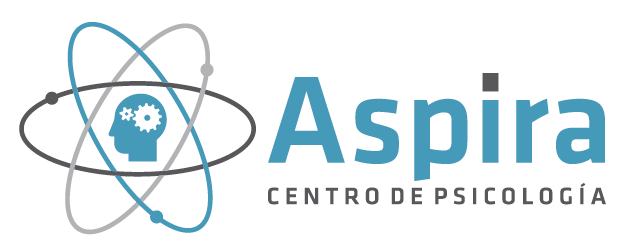 Aspira
CENTRO DE PSICOLOGÍA